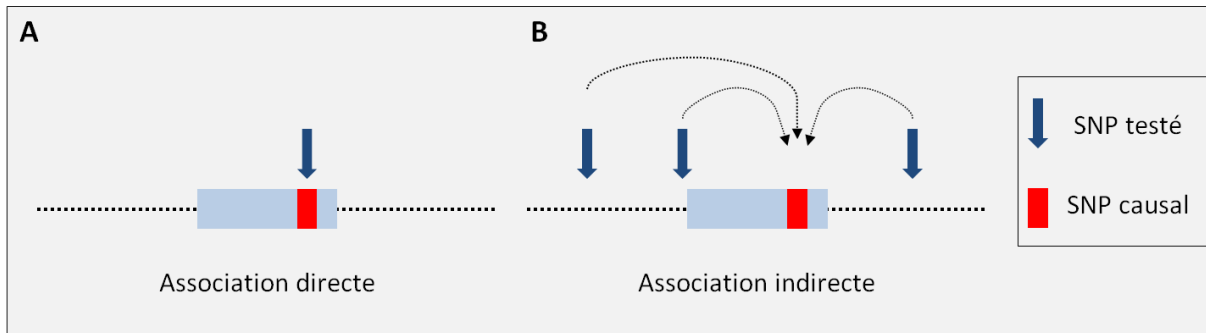 A
B
SNP testé
SNP causal
Association directe
Association indirecte